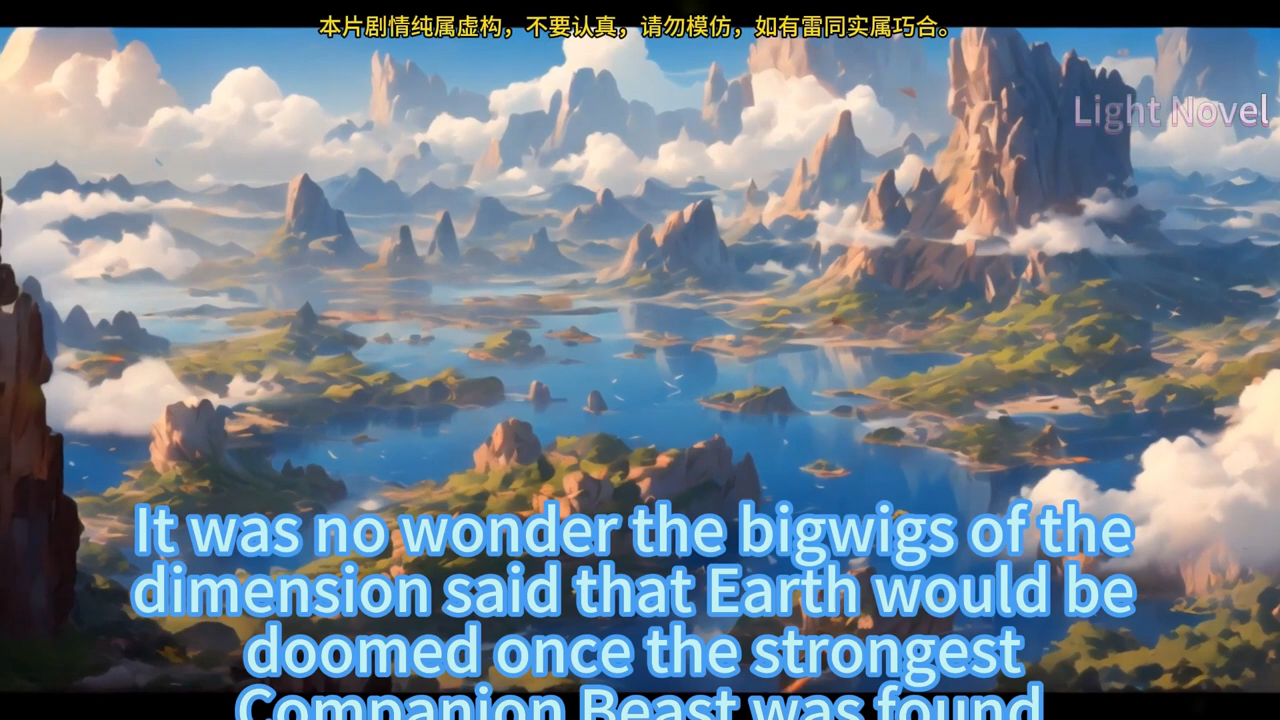 本片剧情纯属虚构，不要认真，请勿模仿，如有雷同实属巧合。
Light Novel
It was no wonder the bigwigs of the
dimension said that Earth would be
doomed once the strongest
Companion Beast was found